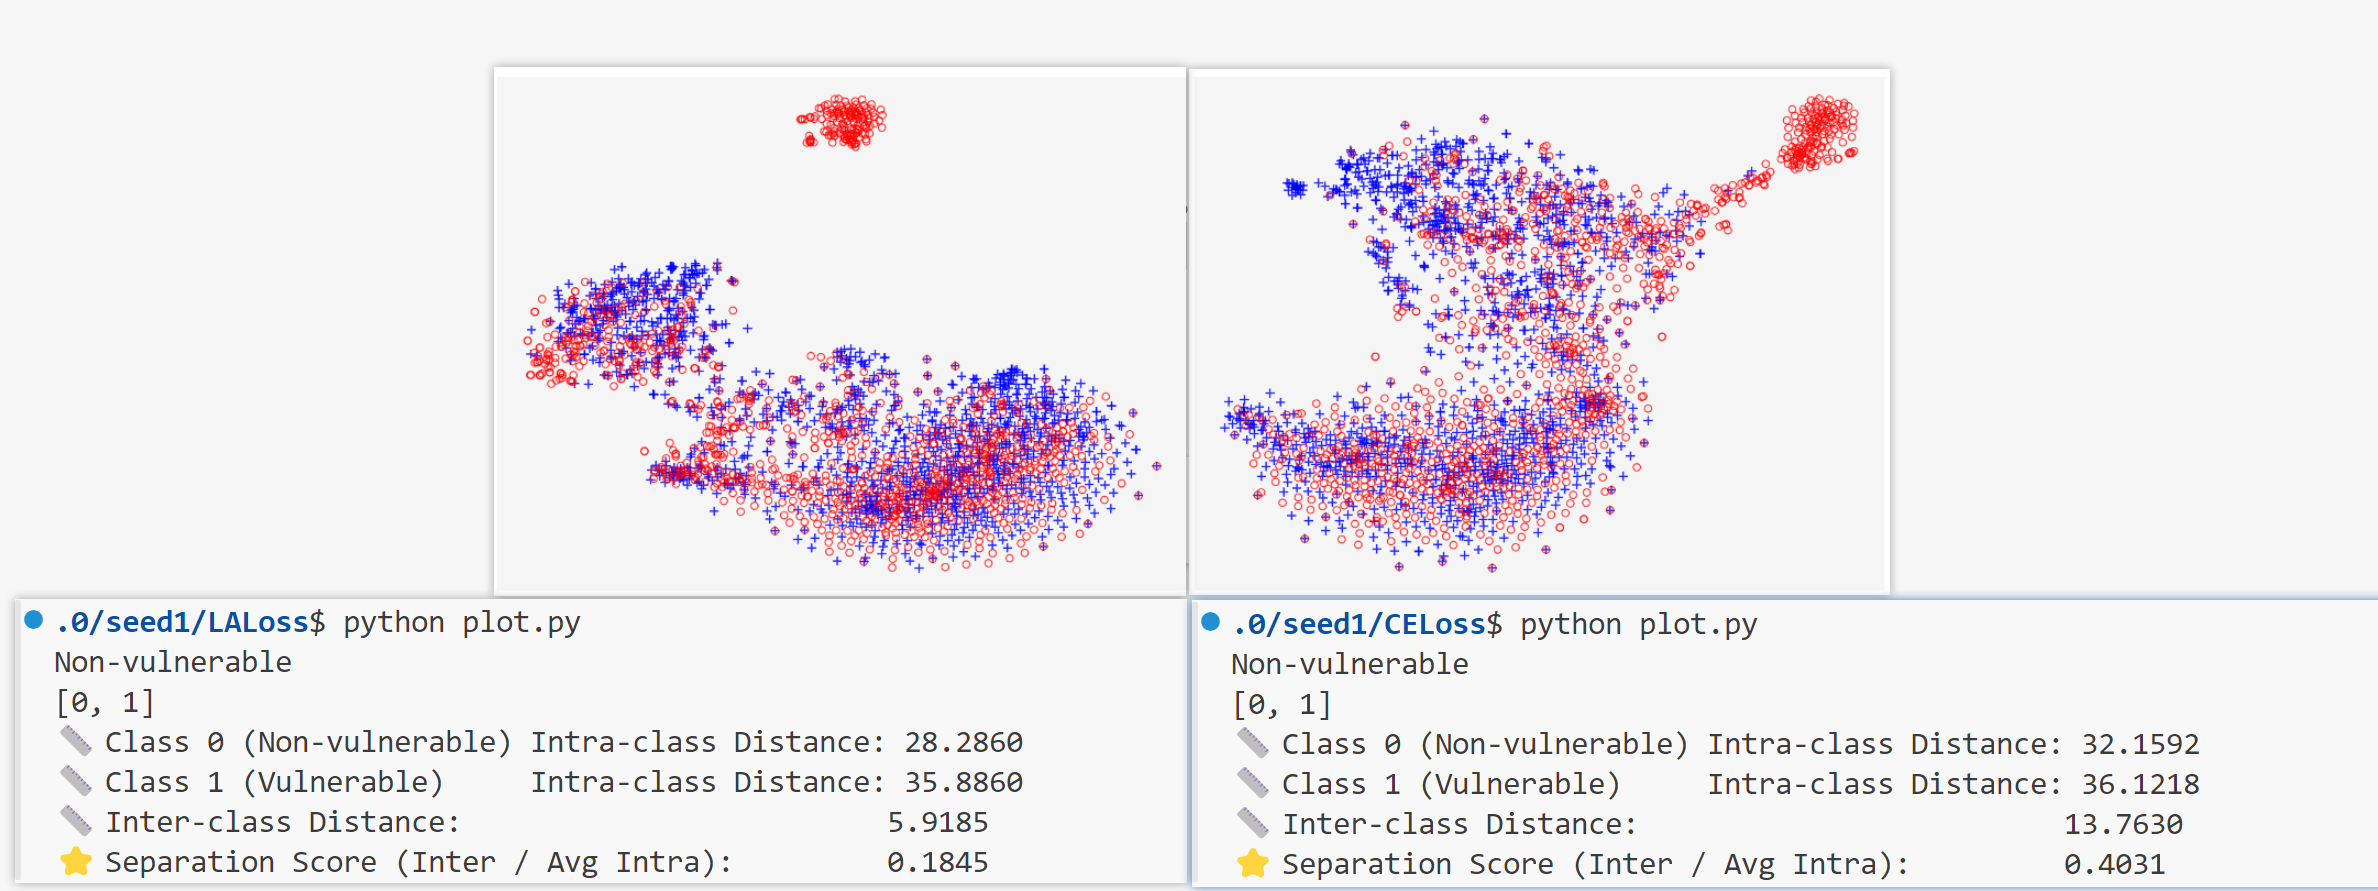 .0/seed1/LALoss$ python plot.py
Non-vulnerable
[0, 1]
📏 Class 0 (Non-vulnerable) Intra-class Distance: 28.2860
📏 Class 1 (Vulnerable) Intra-class Distance: 35.8860
📏 Inter-class Distance: 5.9185
⭐ Separation Score (Inter / Avg Intra): 0.1845
.0/seed1/CELoss$ python plot.py
Non-vulnerable
[0, 1]
📏 Class 0 (Non-vulnerable) Intra-class Distance: 32.1592
📏 Class 1 (Vulnerable) Intra-class Distance: 36.1218
📏 Inter-class Distance: 13.7630
⭐ Separation Score (Inter / Avg Intra): 0.4031